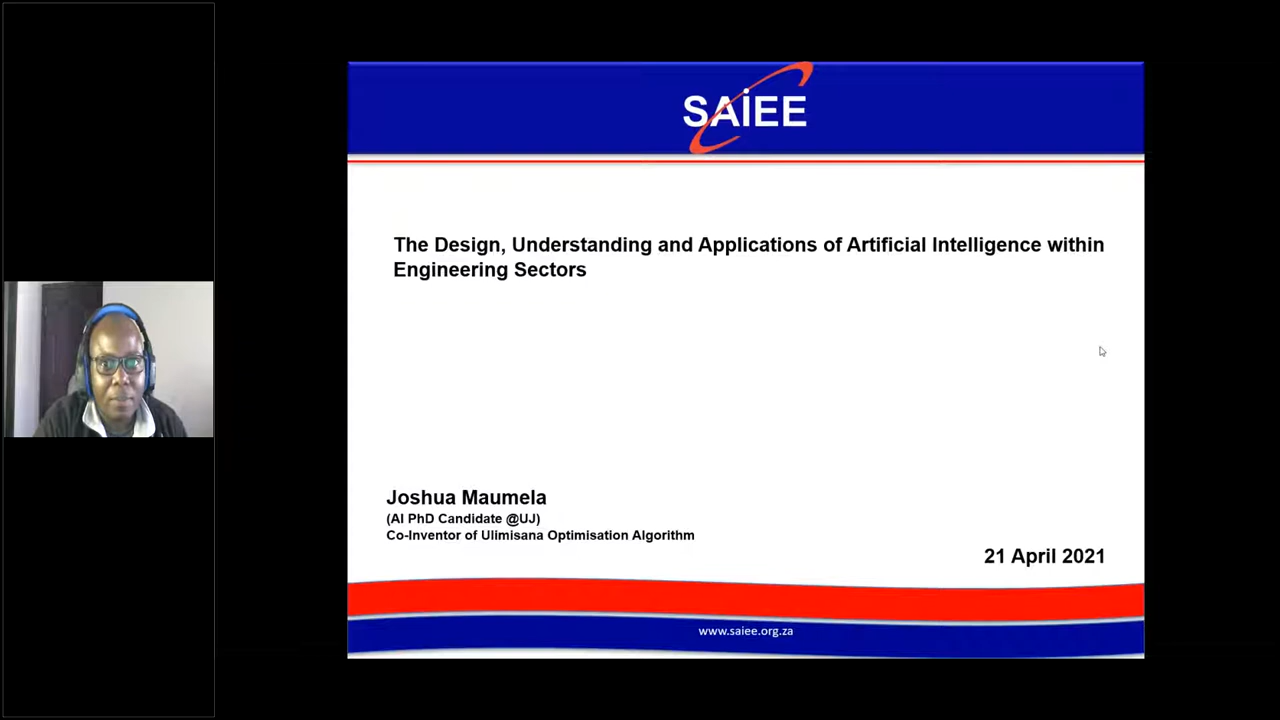 SAiEE
The Design, Understanding and Applications of Artificial Intelligence within
Engineering Sectors
Joshua Maumela
(AI PhD Candidate @UJ)
Co-Inventor of Ulimisana Optimisation Algorithm
21 April 2021
www.saiee.org.za